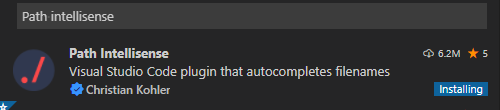 Path intellisense
Path Intellisense 6.2M 5
Visual Studio Code plugin that autocompletes filenames
Christian Kohler Installing